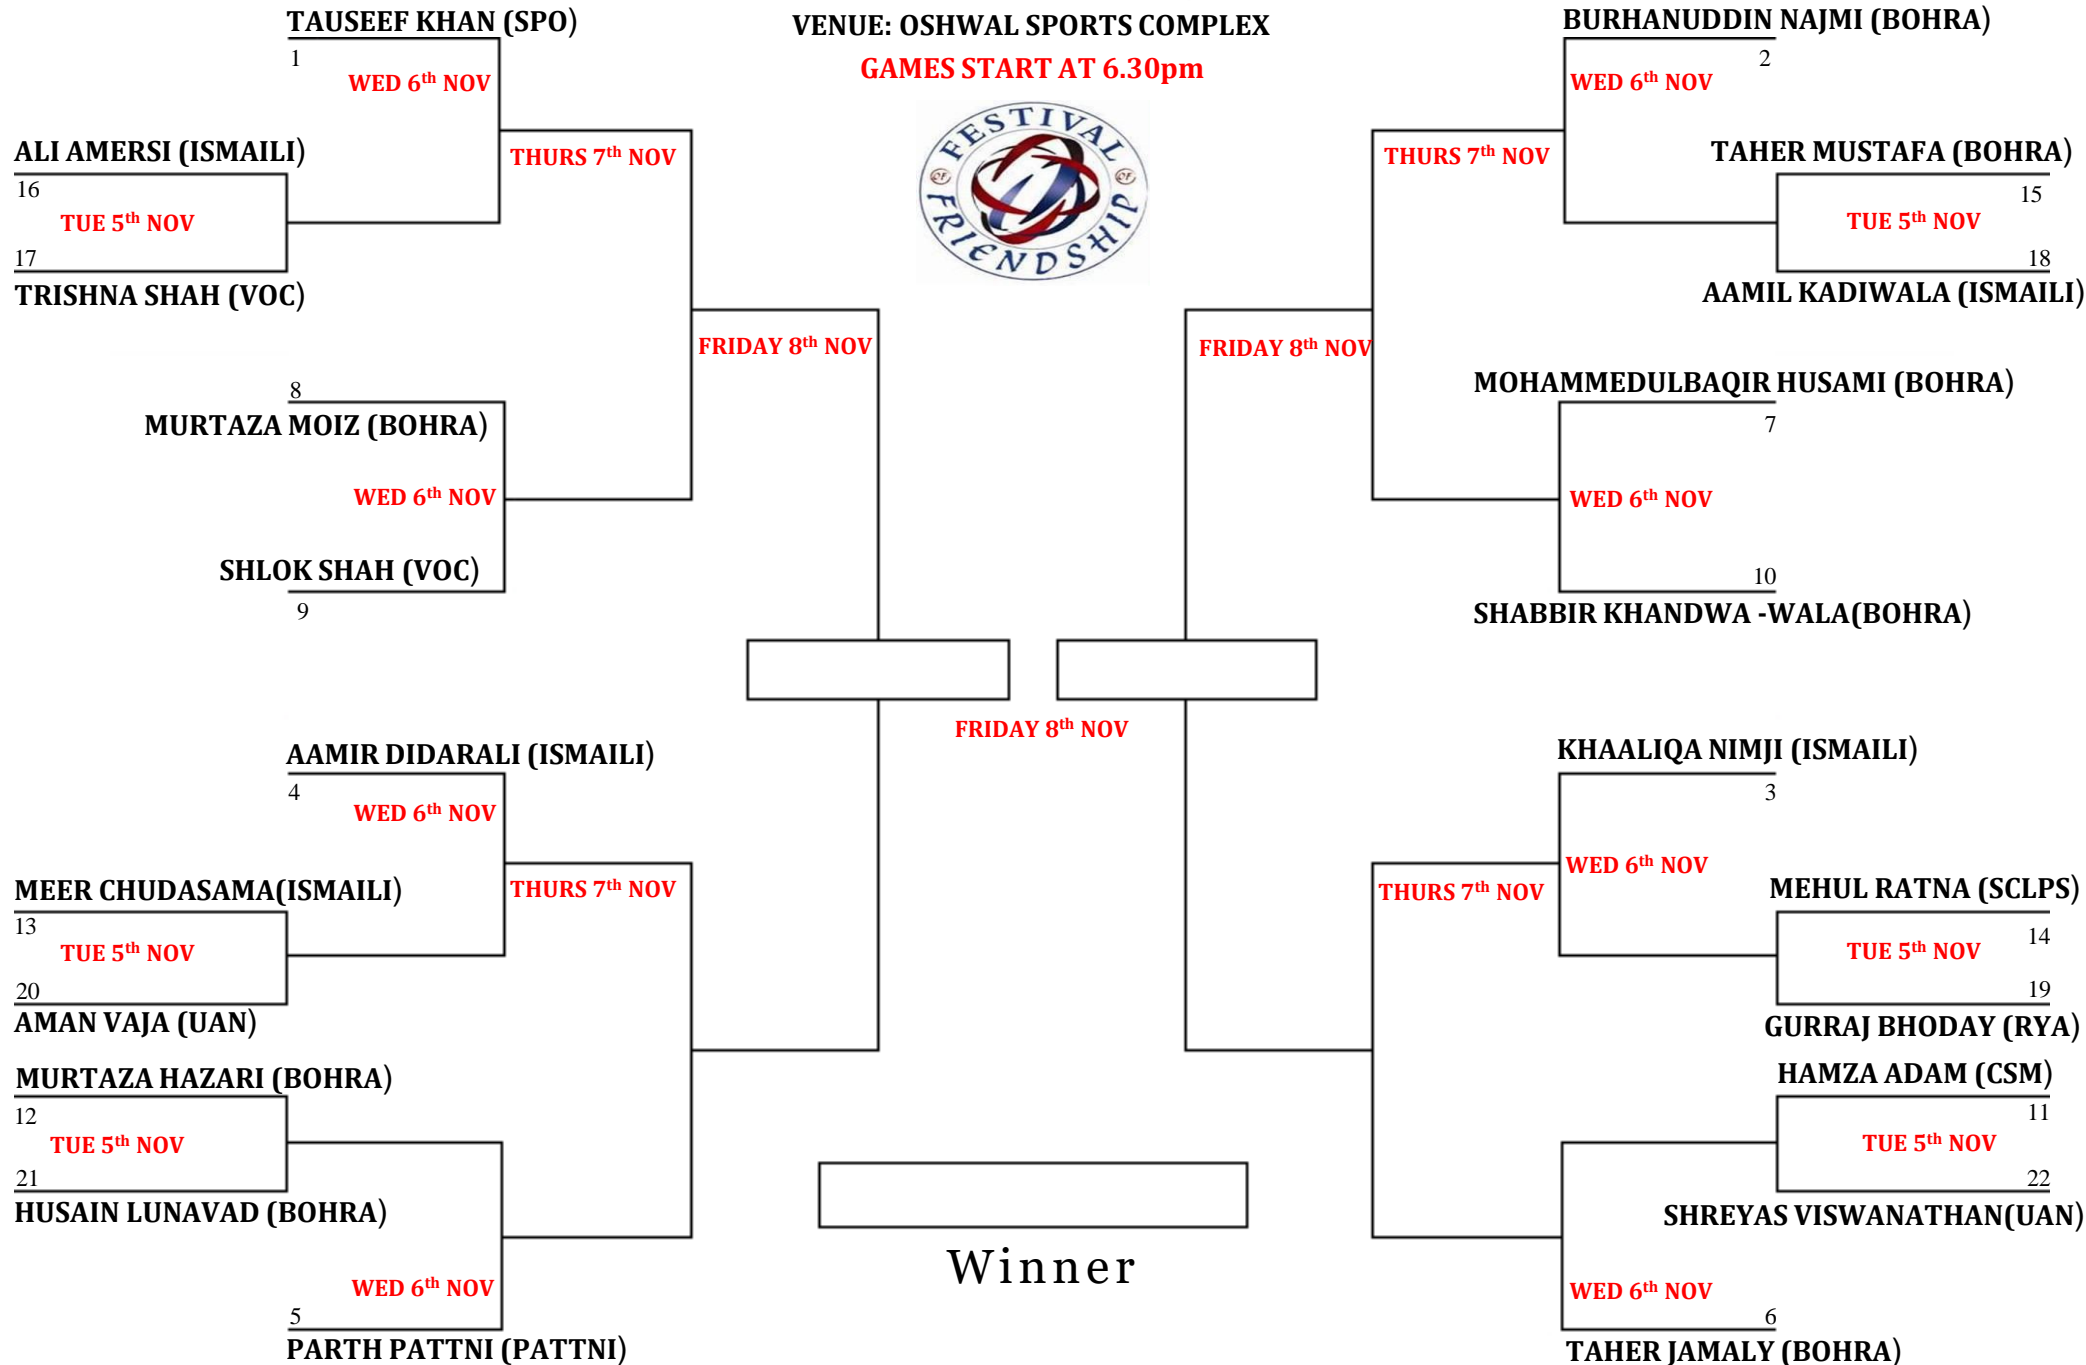 TAUSEEF KHAN (SPO)
1
WED 6th NOV
ALI AMERSI (ISMAILI)
16
TUE 5th NOV
17
TRISHNA SHAH (VOC)
THURS 7th NOV
8
MURTAZA MOIZ (BOHRA)
WED 6th NOV
SHLOK SHAH (VOC)
9
FRIDAY 8th NOV
AAMIR DIDARALI (ISMAILI)
4
WED 6th NOV
MEER CHUDASAMA(ISMAILI)
13
TUE 5th NOV
20
AMAN VAJA (UAN)
THURS 7th NOV
MURTAZA HAZARI (BOHRA)
12
TUE 5th NOV
21
HUSAIN LUNAVAD (BOHRA)
WED 6th NOV
5
PARTH PATTNI (PATTNI)
VENUE: OSHWAL SPORTS COMPLEX
GAMES START AT 6.30pm
FESTIVAL
OF
OF
FRIENDSHIP
FRIDAY 8th NOV
Winner
BURHANUDDIN NAJMI (BOHRA)
2
WED 6th NOV
THURS 7th NOV
TAHER MUSTAFA (BOHRA)
15
TUE 5th NOV
18
AAMIL KADIWALA (ISMAILI)
FRIDAY 8th NOV
MOHAMMEDULBAQIR HUSAMI (BOHRA)
7
WED 6th NOV
10
SHABBIR KHANDWA -WALA(BOHRA)
KHAALIQA NIMJI (ISMAILI)
3
WED 6th NOV
THURS 7th NOV
MEHUL RATNA (SCLPS)
14
TUE 5th NOV
19
GURRAJ BHODAY (RYA)
HAMZA ADAM (CSM)
11
TUE 5th NOV
22
SHREYAS VISWANATHAN(UAN)
WED 6th NOV
6
TAHER JAMALY (BOHRA)